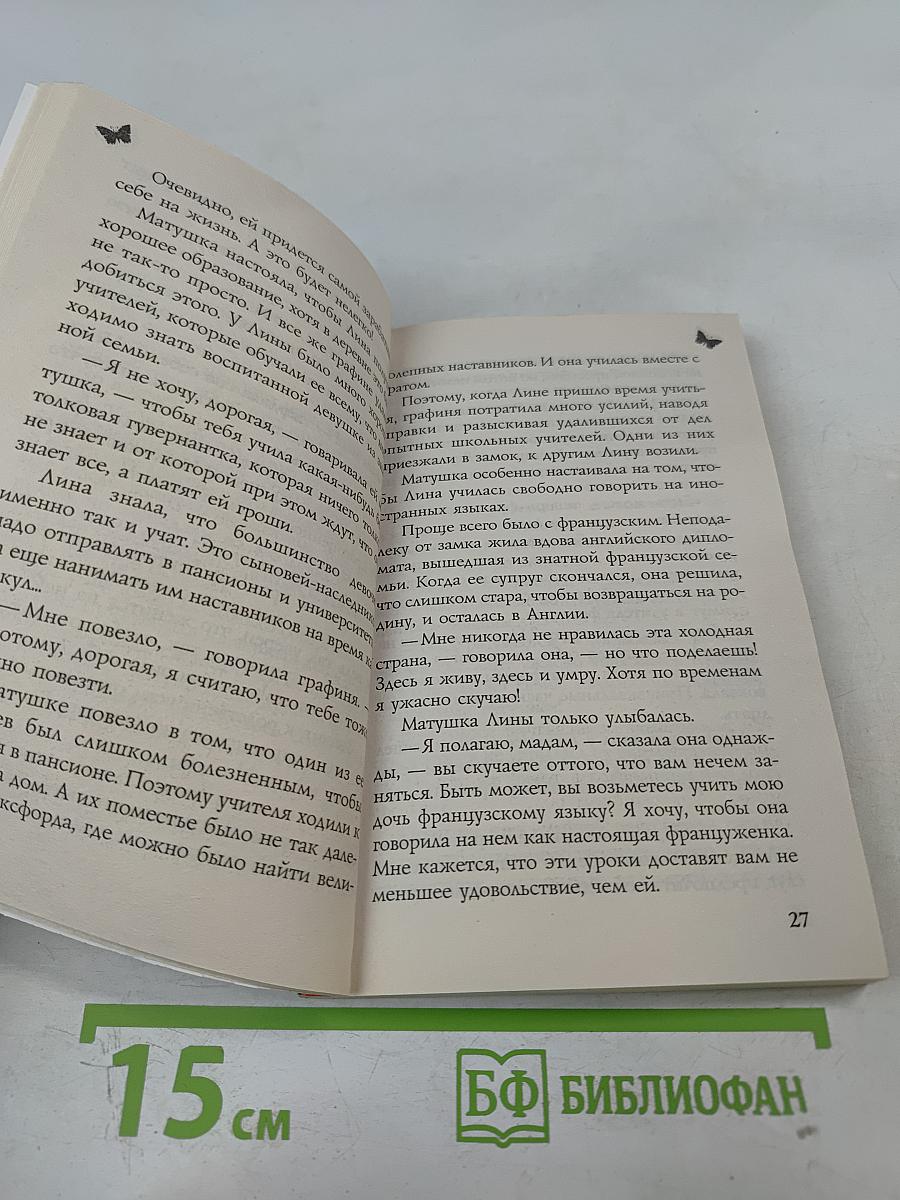 Очевидно, ей придется самой
себе на жизнь. А это будет нелегко!
Матушка настояла, чтобы Лина
хорошее образование, хотя в деревне это
не так-то просто. И все же графине
добиться этого. У Лины было много
учителей, которые обучали ее всему, что
ходимо знать воспитанной девушке из
ной семьи.
— Я не хочу, дорогая, — говаривала ей
тушка, — чтобы тебя учила какая-нибудь
толковая гувернантка, которая ничего
не знает и от которой при этом ждут, что
знает все, а платят ей гроши.
Лина знала, что большинство
именно так и учат. Это сыновей-наследников
надо отправлять в пансионы и
еще нанимать им наставников на время
кул...
— Мне повезло, — говорила графиня. —
отому, дорогая, я считаю, что тебе
но повезти.
атушке повезло в том, что один из ее
ев был слишком болезненным, чтобы
я в пансионе. Поэтому учителя ходили к
а дом. А их поместье было не так дале-
ксфорда, где можно было найти вели-
олепных наставников. И она училась вместе с
ратом.
Поэтому, когда Лине пришло время учить-
я, графиня потратила много усилий, наводя
правки и разыскивая удалившихся от дел
опытных школьных учителей. Одни из них
приезжали в замок, к другим Лину возили.
Матушка особенно настаивала на том, что-
бы Лина училась свободно говорить на ино-
странных языках.
Проще всего было с французским. Непода-
леку от замка жила вдова английского дипло-
мата, вышедшая из знатной французской се-
мьи. Когда ее супруг скончался, она решила,
что слишком стара, чтобы возвращаться на ро-
дину, и осталась в Англии.
— Мне никогда не нравилась эта холодная
страна, — говорила она, — но что поделаешь!
Здесь я живу, здесь и умру. Хотя по временам
я ужасно скучаю!
Матушка Лины только улыбалась.
— Я полагаю, мадам, — сказала она однаж-
ды, — вы скучаете оттого, что вам нечем за-
няться. Быть может, вы возьметесь учить мою
дочь французскому языку? Я хочу, чтобы она
говорила на нем как настоящая француженка.
Мне кажется, что эти уроки доставят вам не
меньшее удовольствие, чем ей.
27
15 см
БФ БИБЛИОФАН